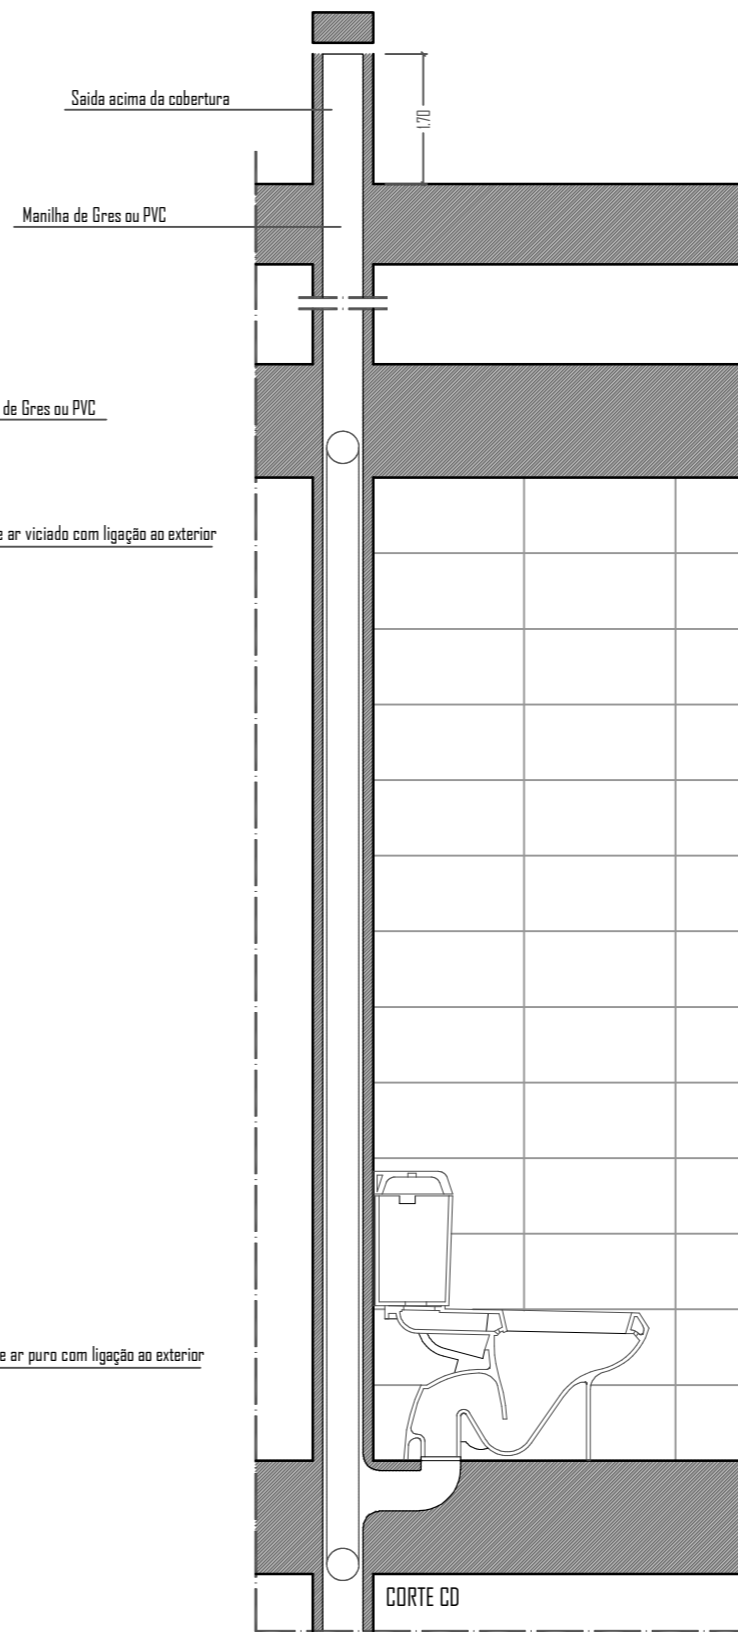 Saida acima da cobertura
1.70
Manilha de Gres ou PVC
de Gres ou PVC
e ar viciado com ligação ao exterior
e ar puro com ligação ao exterior
CORTE CD